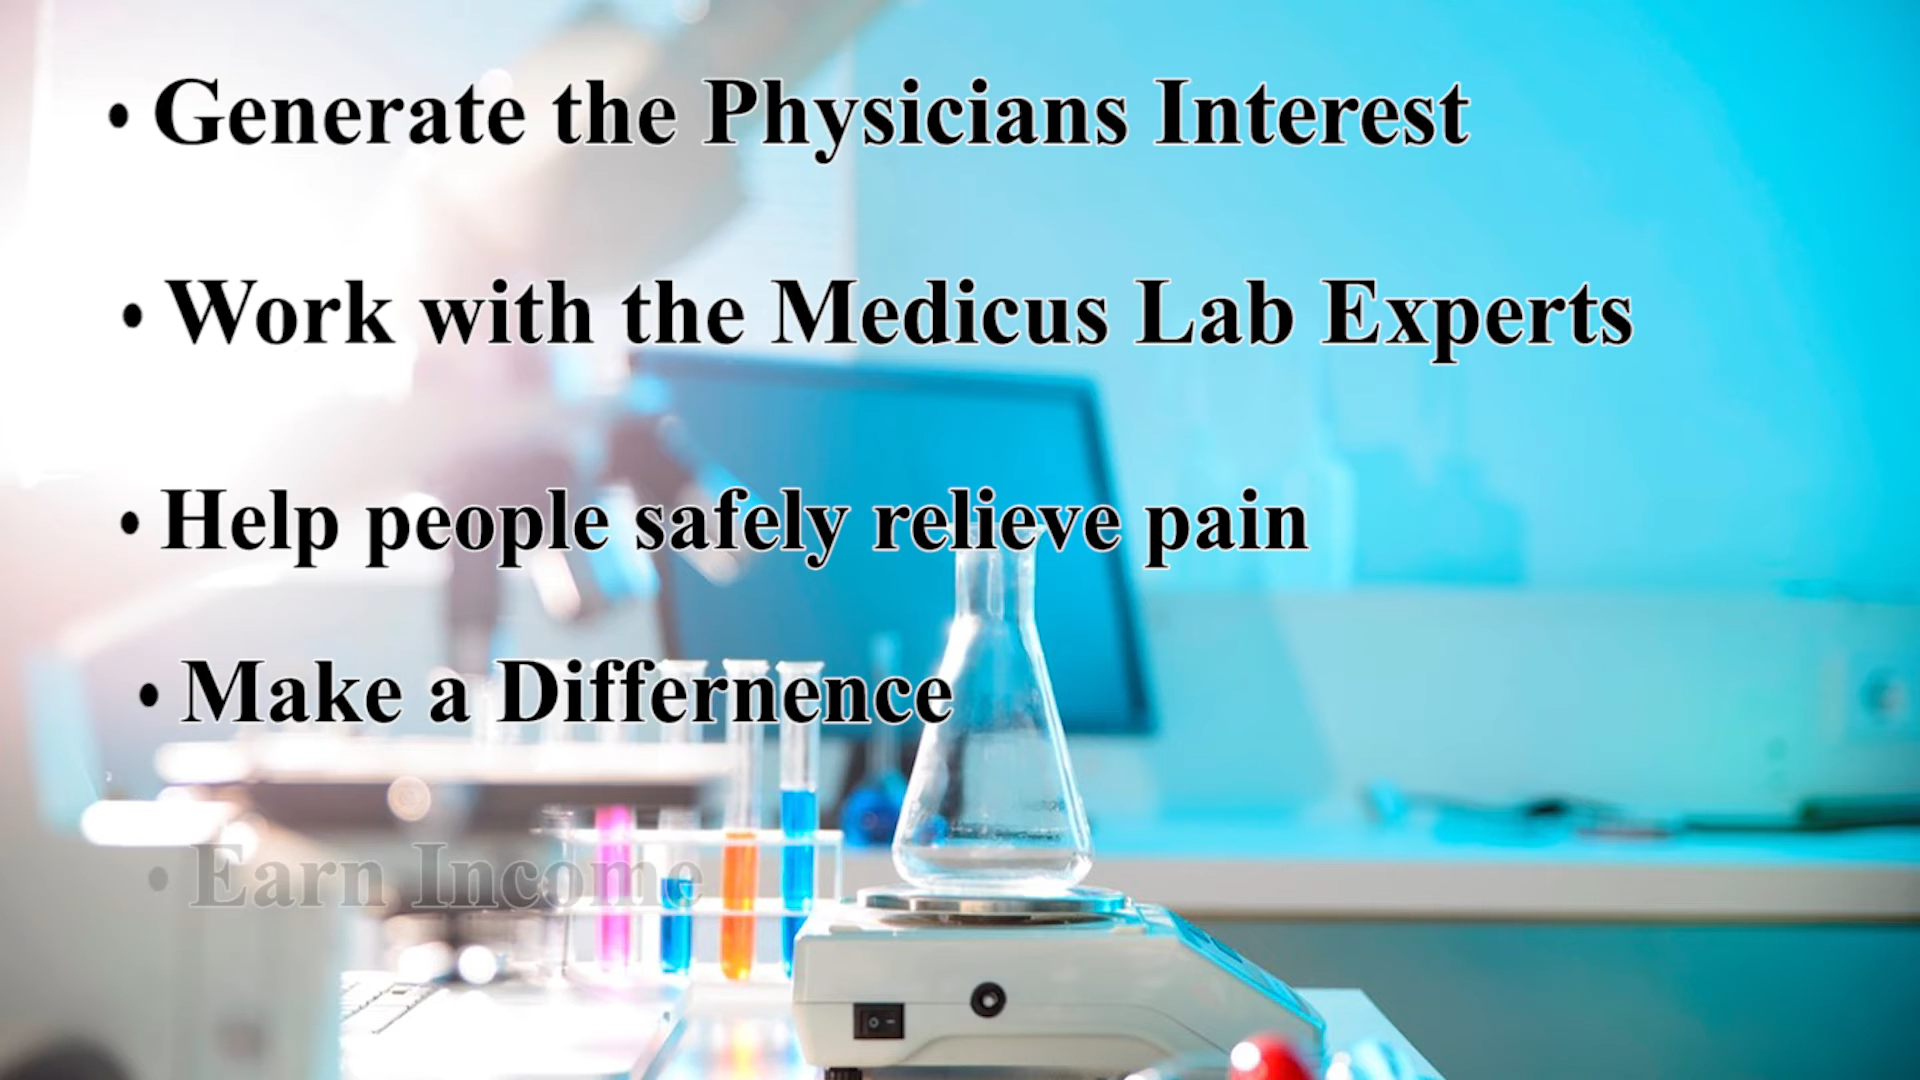 • Generate the Physicians Interest
• Work with the Medicus Lab Experts
• Help people safely relieve pain
• Make a Differnence
• Earn Income